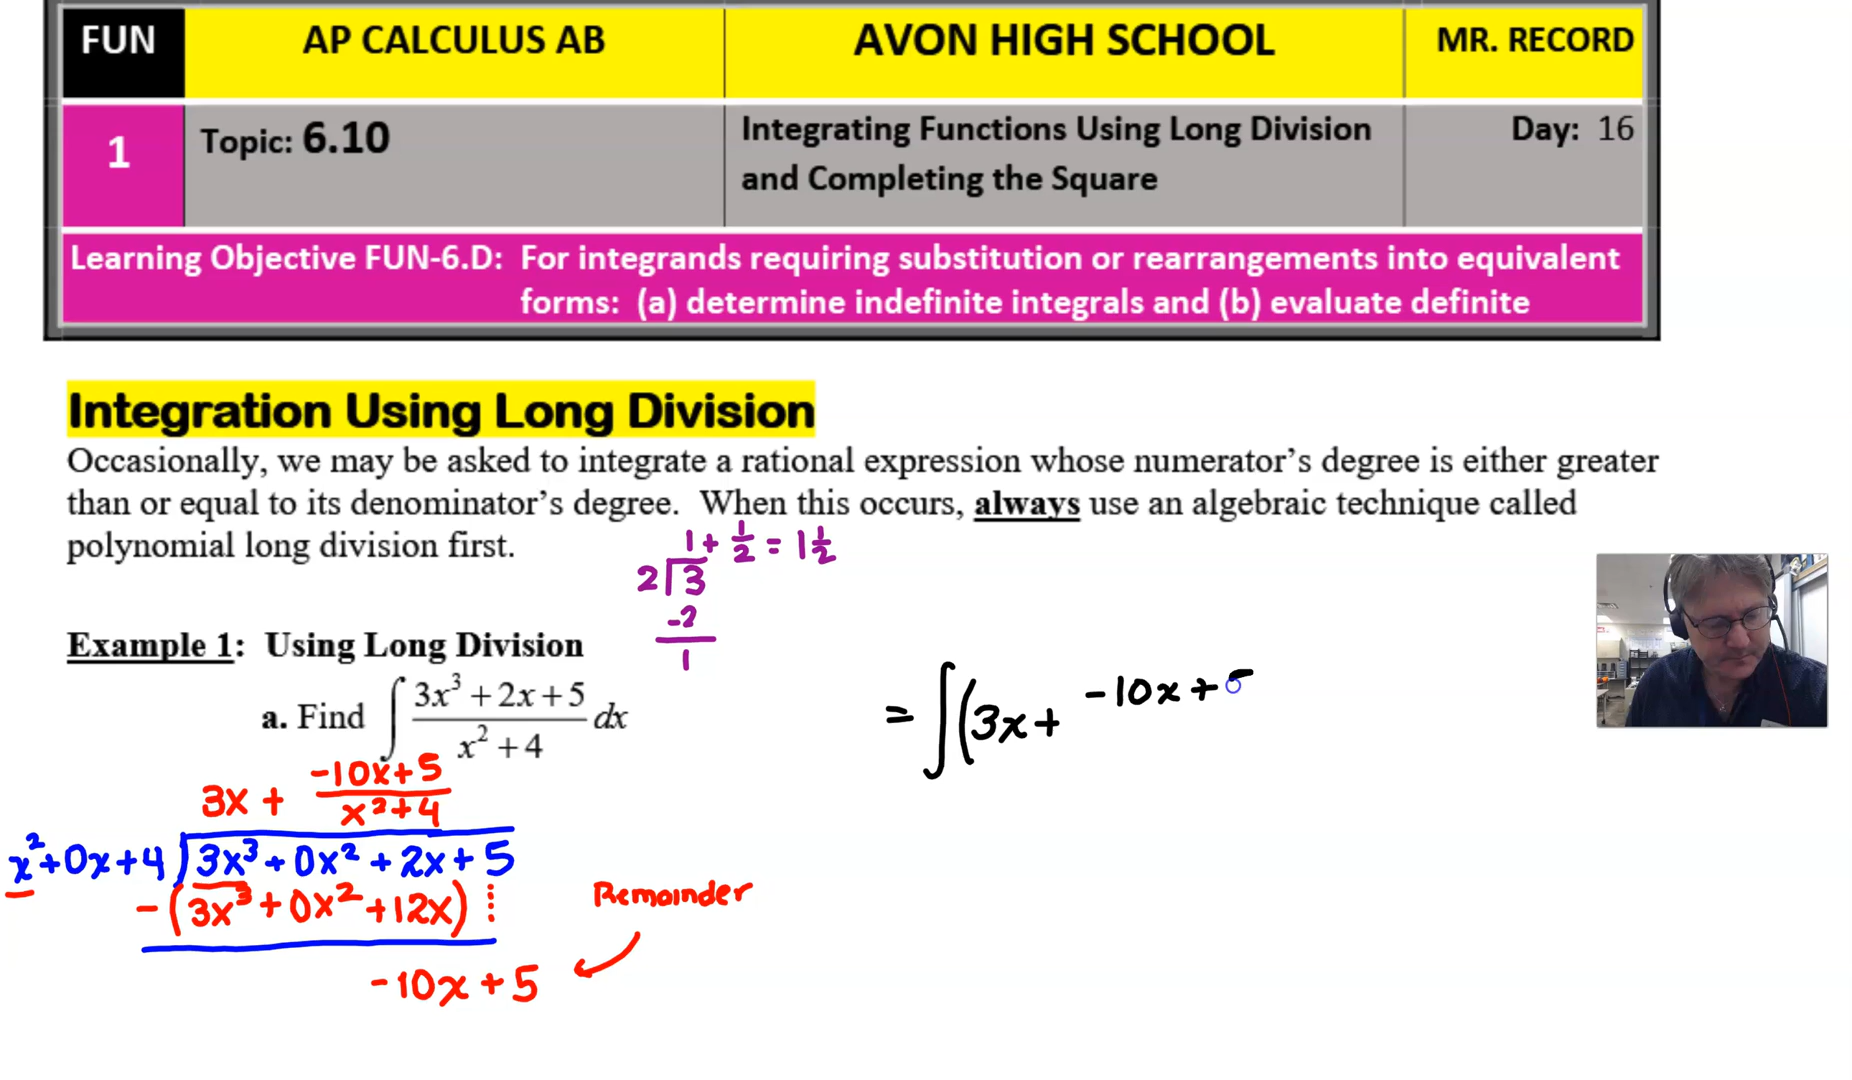 FUN AP CALCULUS AB AVON HIGH SCHOOL MR. RECORD
1 Topic: 6.10 Integrating Functions Using Long Division Day: 16
and Completing the Square
Learning Objective FUN-6.D: For integrands requiring substitution or rearrangements into equivalent
forms: (a) determine indefinite integrals and (b) evaluate definite
Integration Using Long Division
Occasionally, we may be asked to integrate a rational expression whose numerator's degree is either greater
than or equal to its denominator's degree. When this occurs, always use an algebraic technique called
polynomial long division first.
1 + 1/2 = 1 1/2
2 3
-2
1
Example 1: Using Long Division
a. Find ∫ (3x³ + 2x + 5)/(x² + 4) dx
= ∫ (3x + -10x + 5
3x + (-10x+5)/(x²+4)
x²+0x+4 3x³ + 0x² + 2x + 5
-(3x³ + 0x² + 12x)
Remainder
-10x + 5